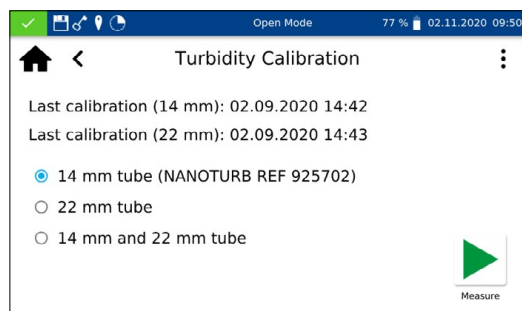 Open Mode
77 % 02.11.2020 09:50
Turbidity Calibration
Last calibration (14 mm): 02.09.2020 14:42
Last calibration (22 mm): 02.09.2020 14:43
14 mm tube (NANOTURB REF 925702)
22 mm tube
14 mm and 22 mm tube
Measure